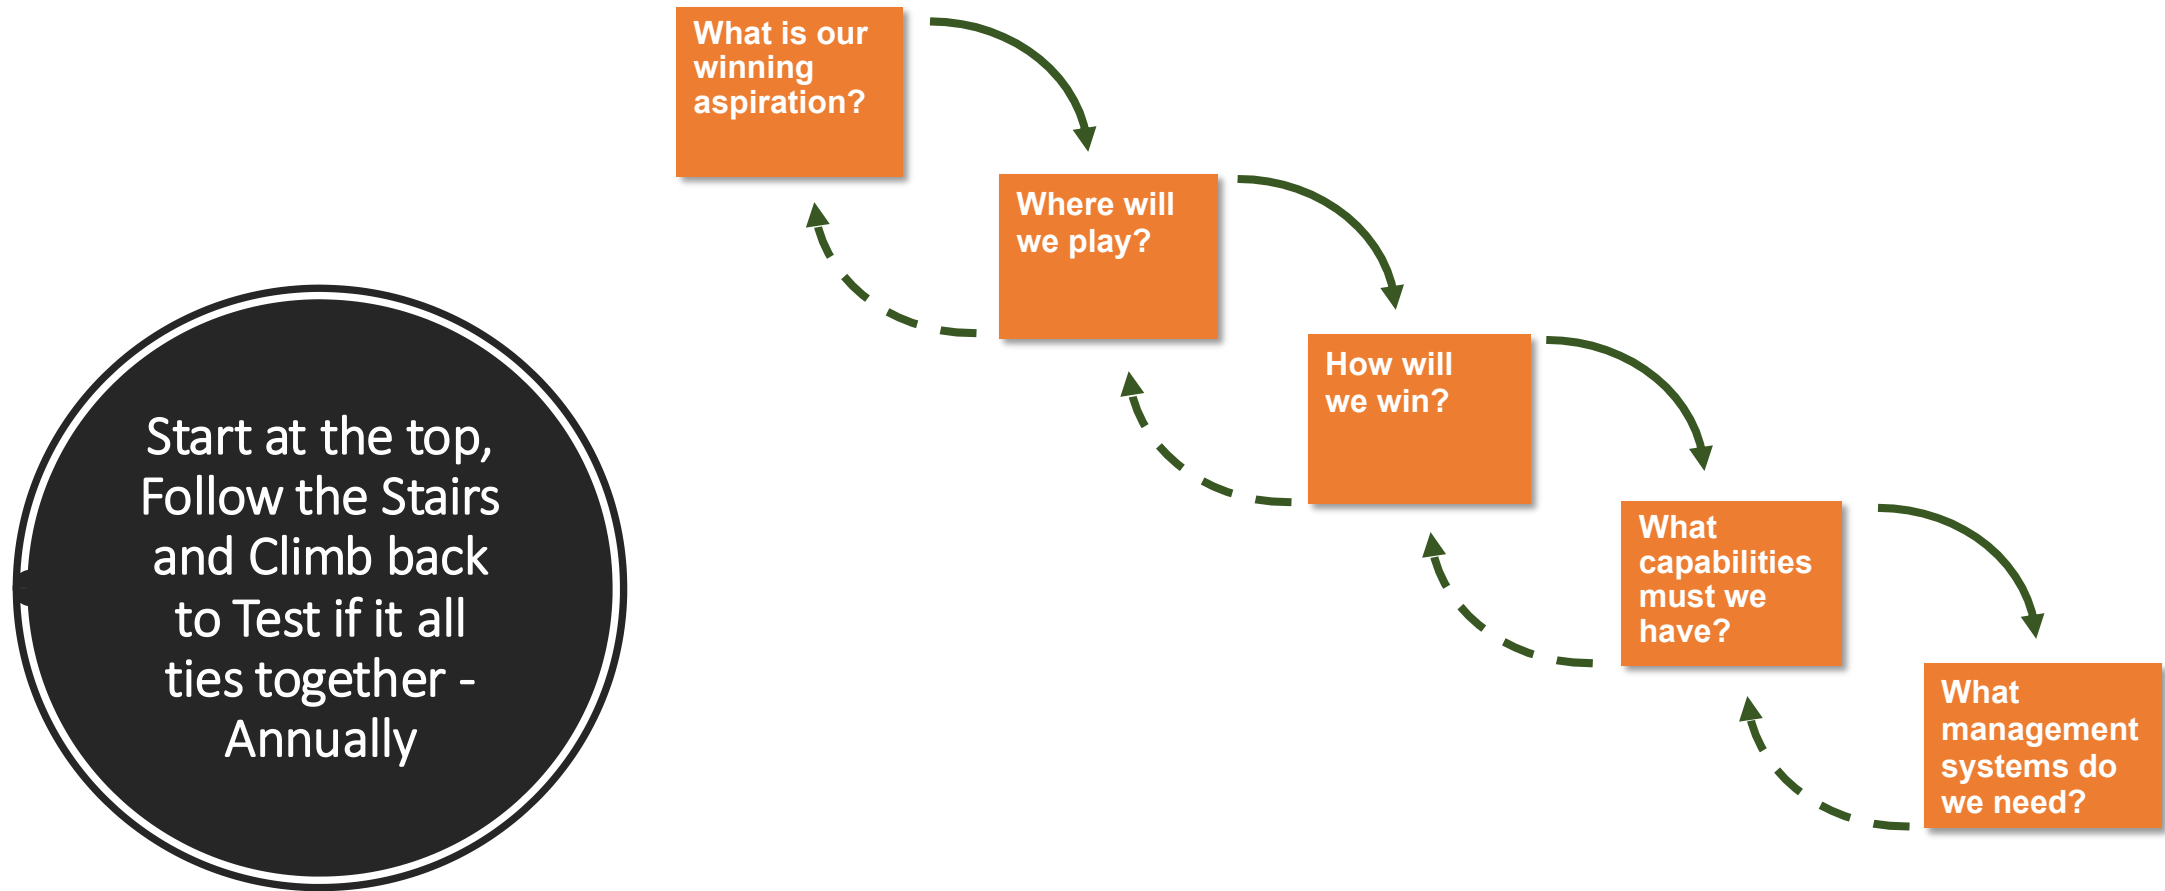 What is our
winning
aspiration?
Where will
we play?
How will
we win?
What
capabilities
must we
have?
What
management
systems do
we need?
Start at the top,
Follow the Stairs
and Climb back
to Test if it all
ties together -
Annually